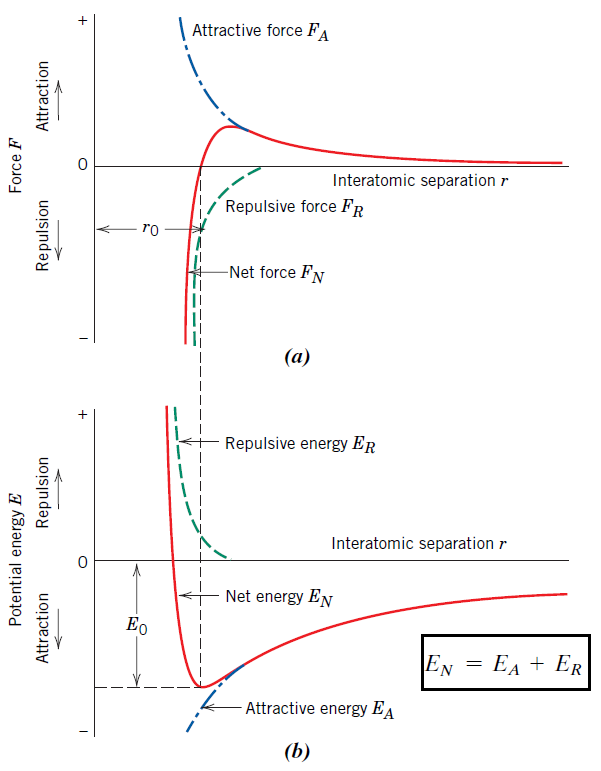 +
Attractive force F_A
Attraction
Force F
0
Interatomic separation r
Repulsive force F_R
r_0
Repulsion
Net force F_N
–
(a)
+
Repulsive energy E_R
Repulsion
Potential energy E
Interatomic separation r
0
Net energy E_N
E_0
Attraction
E_N = E_A + E_R
Attractive energy E_A
–
(b)